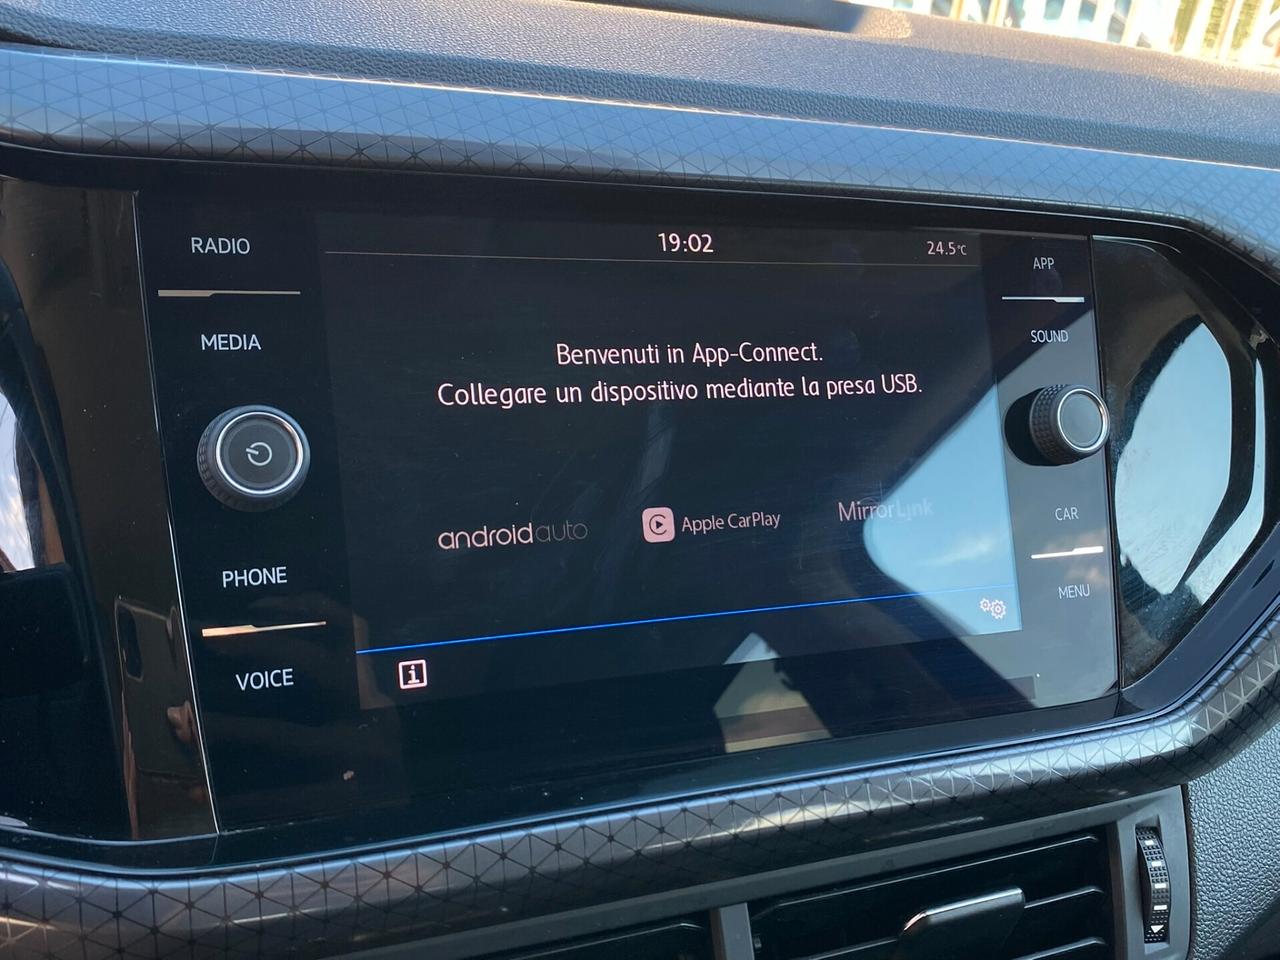 RADIO
MEDIA
PHONE
VOICE
19:02
24.5°C
Benvenuti in App-Connect.
Collegare un dispositivo mediante la presa USB.
androidauto
Apple CarPlay
MirrorLink
i
APP
SOUND
CAR
MENU